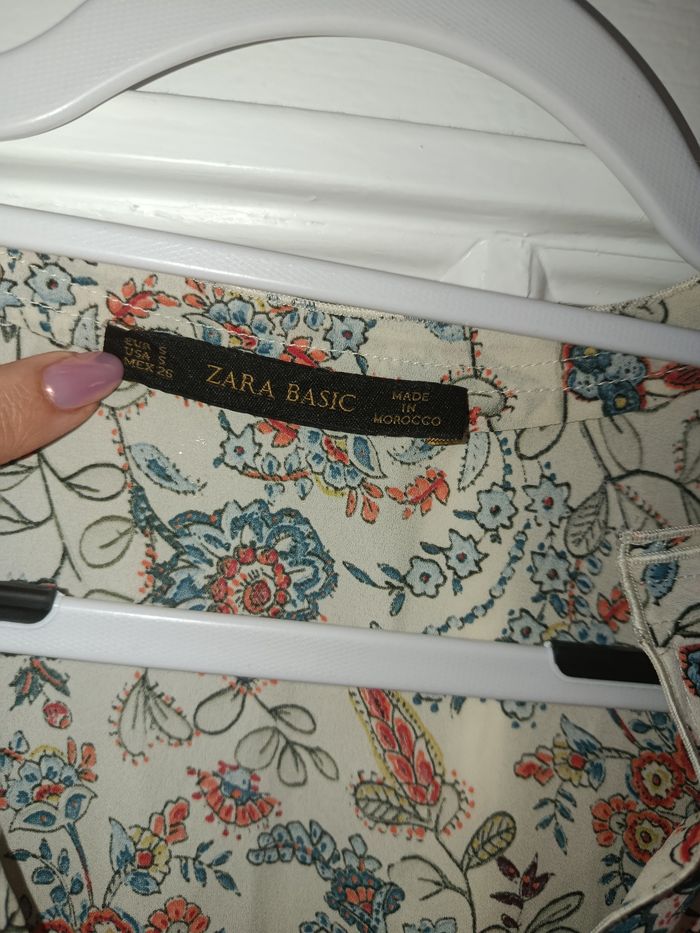 EUR S
USA S
MEX 26
ZARA BASIC
MADE
IN
MOROCCO